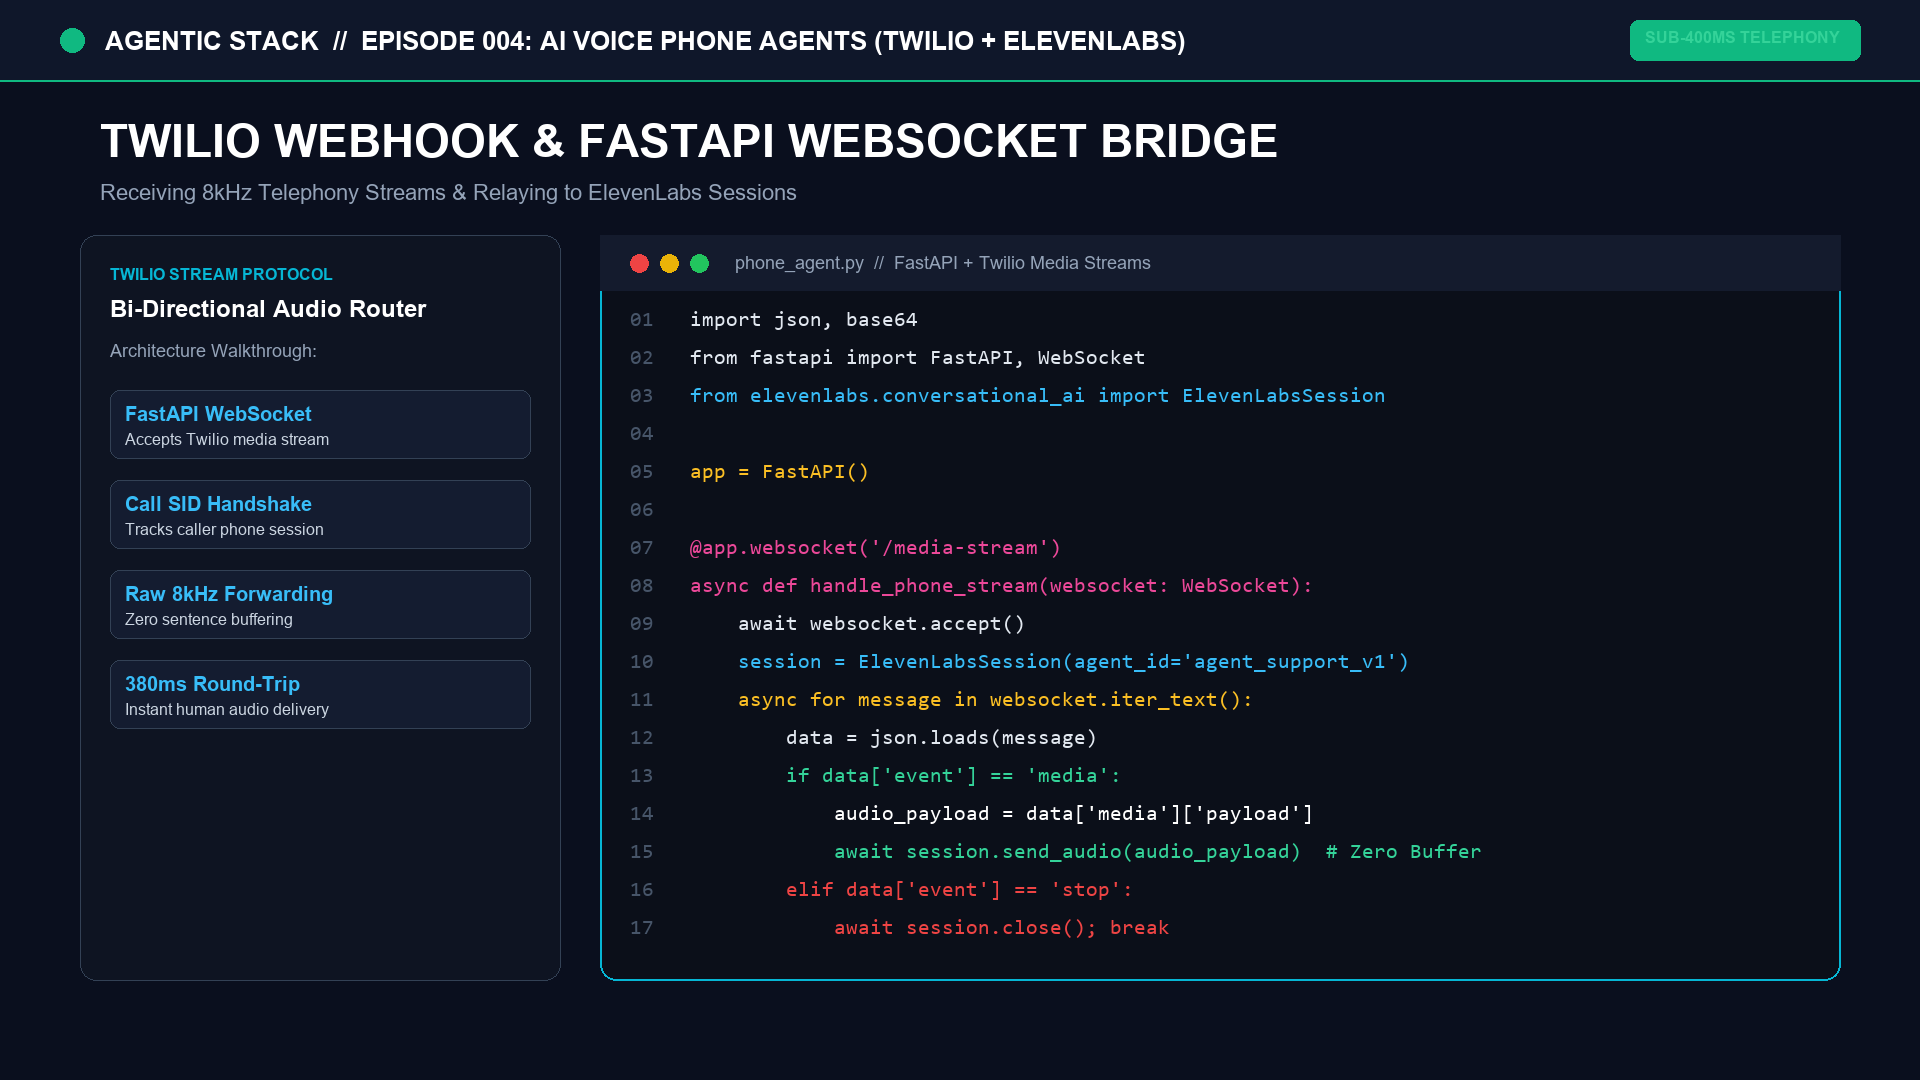 AGENTIC STACK // EPISODE 004: AI VOICE PHONE AGENTS (TWILIO + ELEVENLABS)
SUB-400MS TELEPHONY
TWILIO WEBHOOK & FASTAPI WEBSOCKET BRIDGE
Receiving 8kHz Telephony Streams & Relaying to ElevenLabs Sessions
TWILIO STREAM PROTOCOL
Bi-Directional Audio Router
Architecture Walkthrough:
FastAPI WebSocket
Accepts Twilio media stream
Call SID Handshake
Tracks caller phone session
Raw 8kHz Forwarding
Zero sentence buffering
380ms Round-Trip
Instant human audio delivery
phone_agent.py // FastAPI + Twilio Media Streams
01 import json, base64
02 from fastapi import FastAPI, WebSocket
03 from elevenlabs.conversational_ai import ElevenLabsSession
04
05 app = FastAPI()
06
07 @app.websocket('/media-stream')
08 async def handle_phone_stream(websocket: WebSocket):
09     await websocket.accept()
10     session = ElevenLabsSession(agent_id='agent_support_v1')
11     async for message in websocket.iter_text():
12         data = json.loads(message)
13         if data['event'] == 'media':
14             audio_payload = data['media']['payload']
15             await session.send_audio(audio_payload)  # Zero Buffer
16         elif data['event'] == 'stop':
17             await session.close(); break